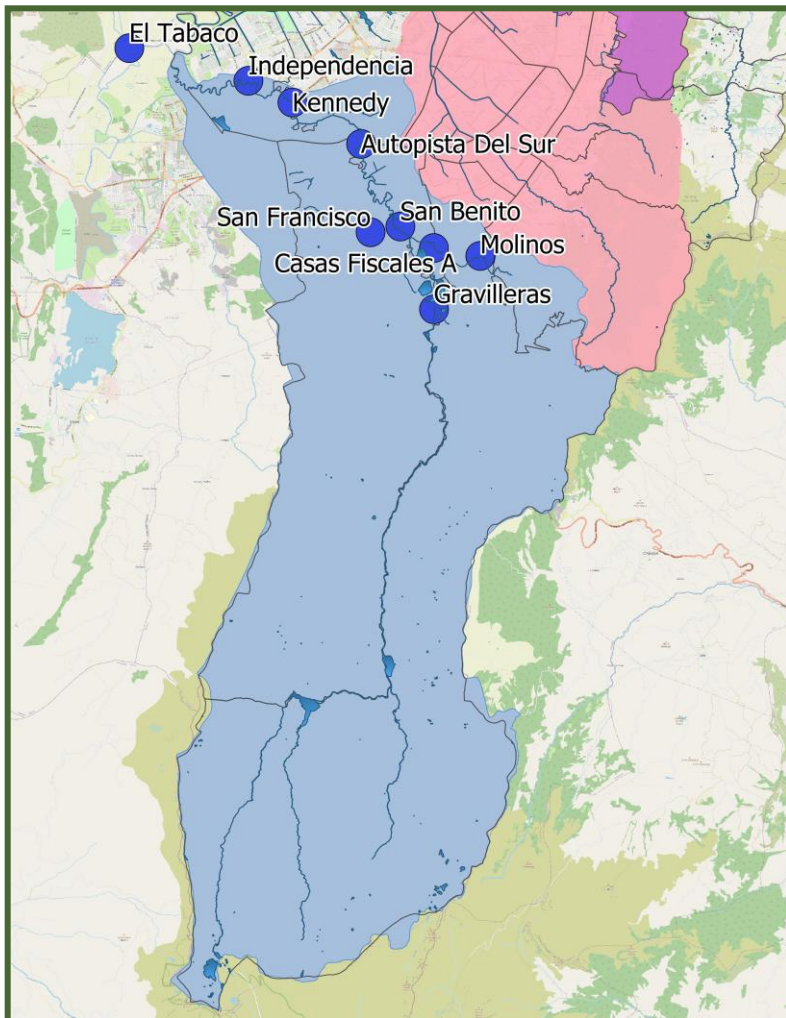 El Tabaco
Independencia
Kennedy
Autopista Del Sur
San Francisco
San Benito
Casas Fiscales A
Molinos
Gravilleras